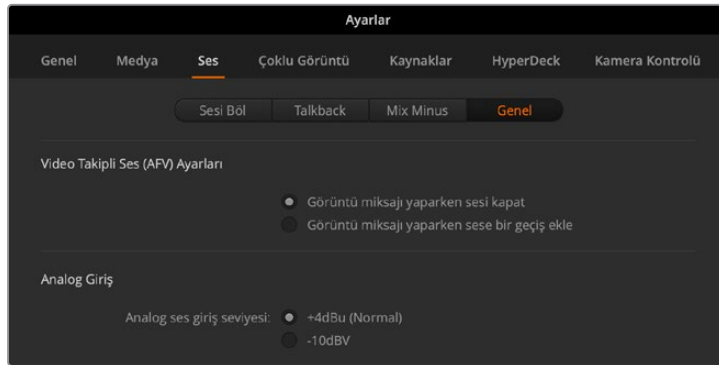 Ayarlar
Genel Medya Ses Çoklu Görüntü Kaynaklar HyperDeck Kamera Kontrolü
Sesi Böl Talkback Mix Minus Genel
Video Takipli Ses (AFV) Ayarları
Görüntü miksajı yaparken sesi kapat
Görüntü miksajı yaparken sese bir geçiş ekle
Analog Giriş
Analog ses giriş seviyesi: +4dBu (Normal)
-10dBV